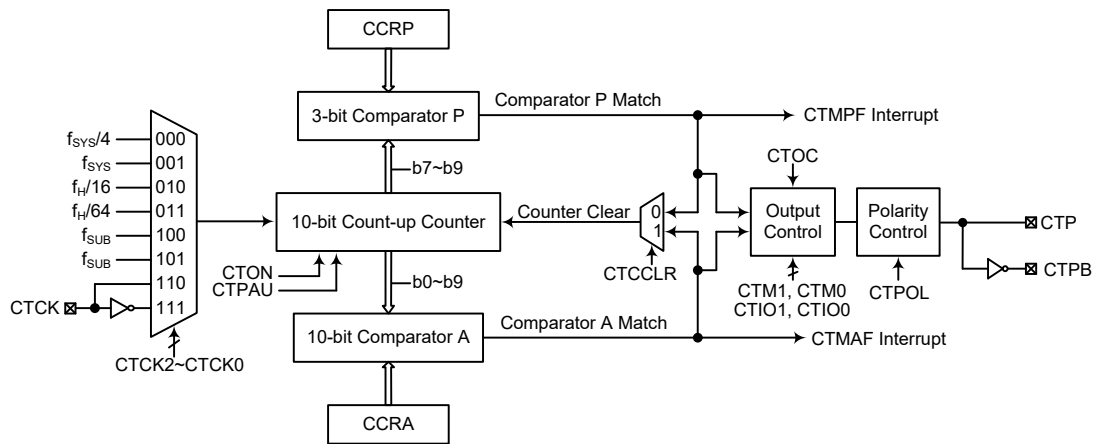 CCRP
3-bit Comparator P
Comparator P Match
CTMPF Interrupt
b7~b9
fSYS/4
fSYS
fH/16
fH/64
fSUB
fSUB
000
001
010
011
100
101
110
111
CTCK
CTCK2~CTCK0
10-bit Count-up Counter
Counter Clear
CTON
CTPAU
b0~b9
0
1
CTCCLR
CTOC
Output
Control
CTM1, CTM0
CTIO1, CTIO0
Polarity
Control
CTPOL
CTP
CTPB
10-bit Comparator A
Comparator A Match
CTMAF Interrupt
CCRA